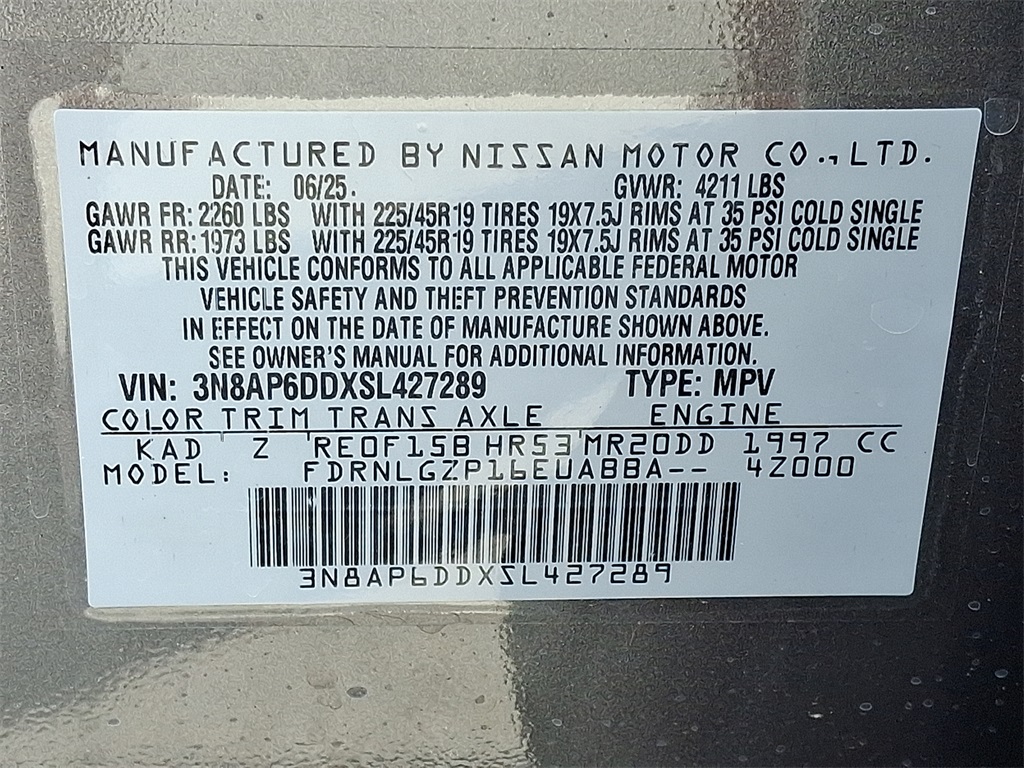 MANUFACTURED BY NISSAN MOTOR CO., LTD.
DATE: 06/25. GVWR: 4211 LBS
GAWR FR: 2260 LBS WITH 225/45R19 TIRES 19X7.5J RIMS AT 35 PSI COLD SINGLE
GAWR RR: 1973 LBS WITH 225/45R19 TIRES 19X7.5J RIMS AT 35 PSI COLD SINGLE
THIS VEHICLE CONFORMS TO ALL APPLICABLE FEDERAL MOTOR
VEHICLE SAFETY AND THEFT PREVENTION STANDARDS
IN EFFECT ON THE DATE OF MANUFACTURE SHOWN ABOVE.
SEE OWNER'S MANUAL FOR ADDITIONAL INFORMATION.
VIN: 3N8AP6DDXSL427289 TYPE: MPV
COLOR TRIM TRANS AXLE ENGINE
KAD Z RE0F15B HR53 MR20DD 1997 CC
MODEL: FDRNLGZP16EUABBA-- 4Z000
3N8AP6DDXSL427289